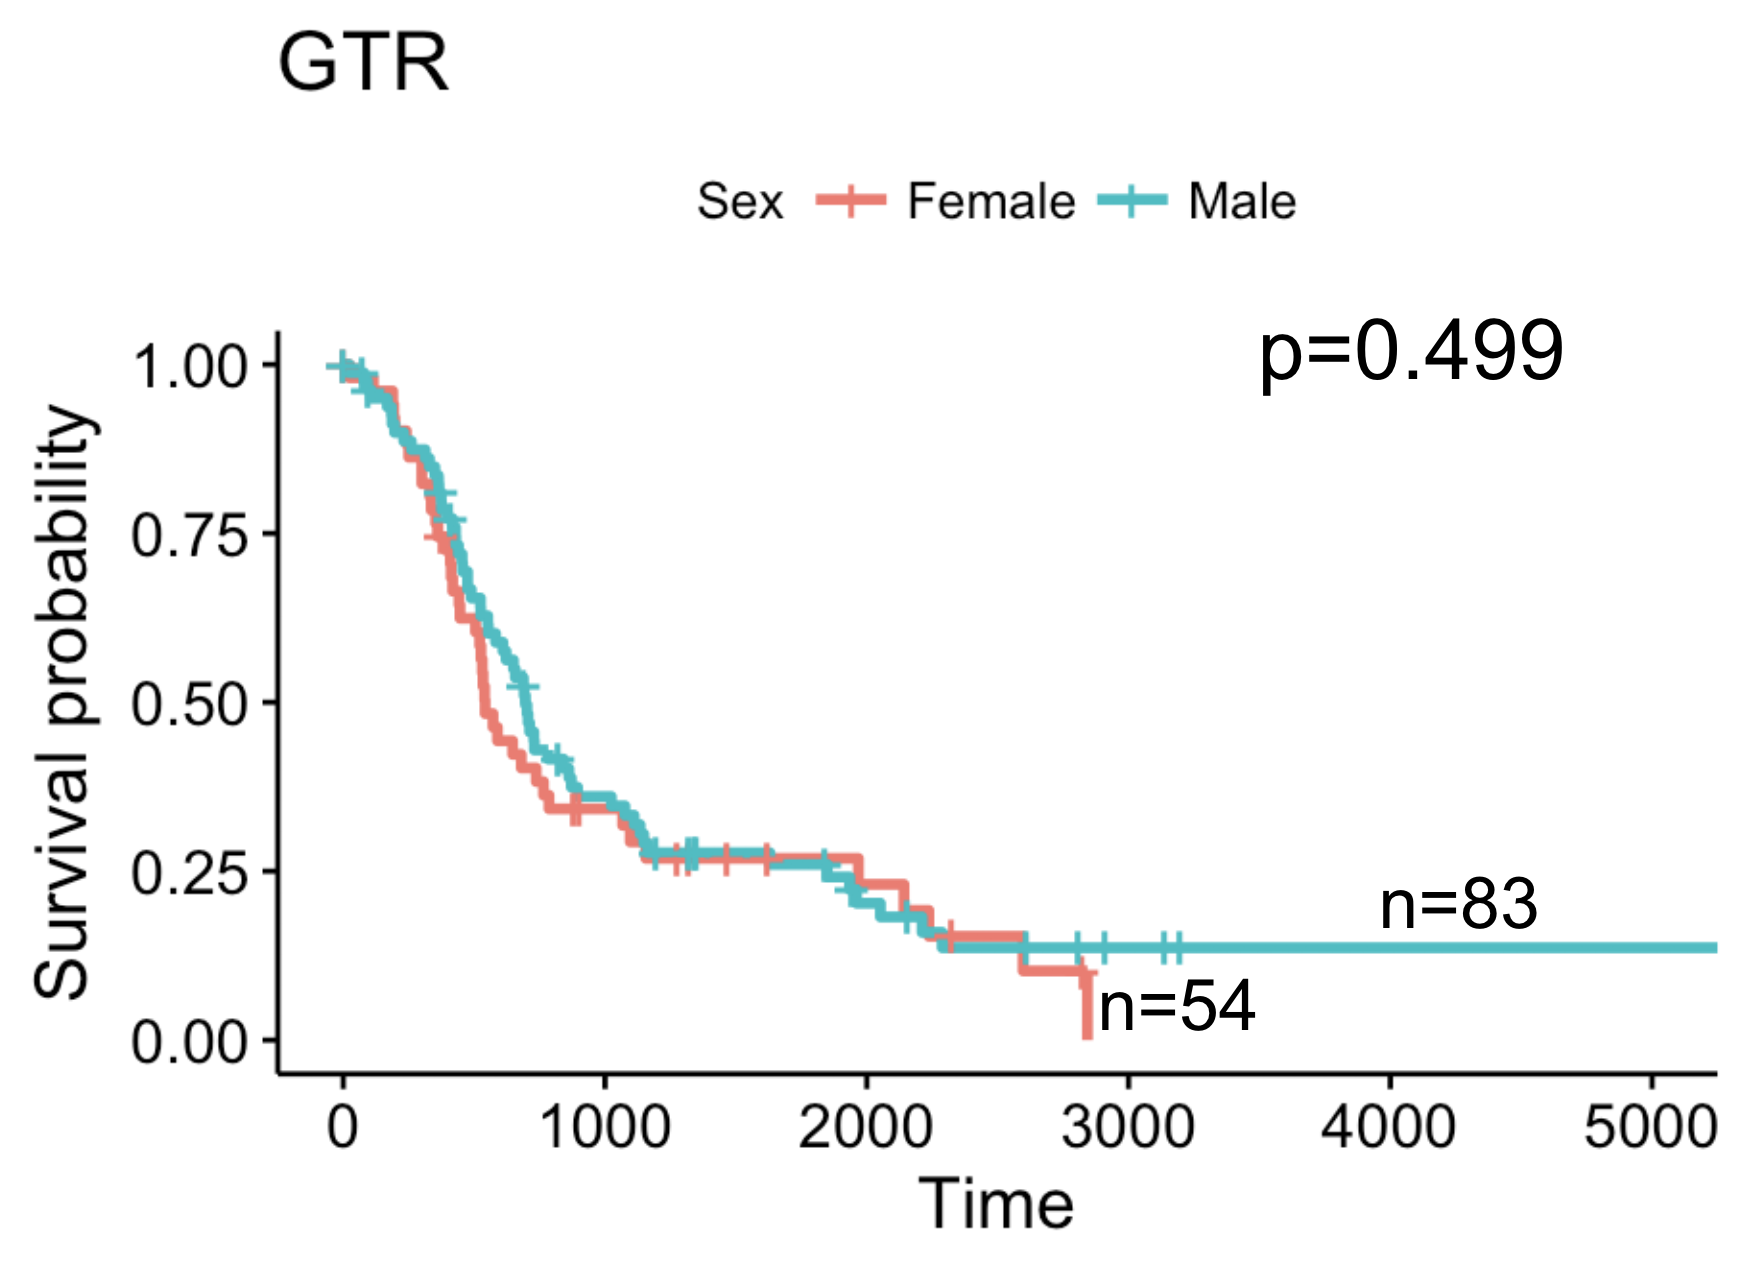 GTR
Sex Female Male
p=0.499
Survival probability
1.00
0.75
0.50
0.25
0.00
n=83
n=54
0 1000 2000 3000 4000 5000
Time